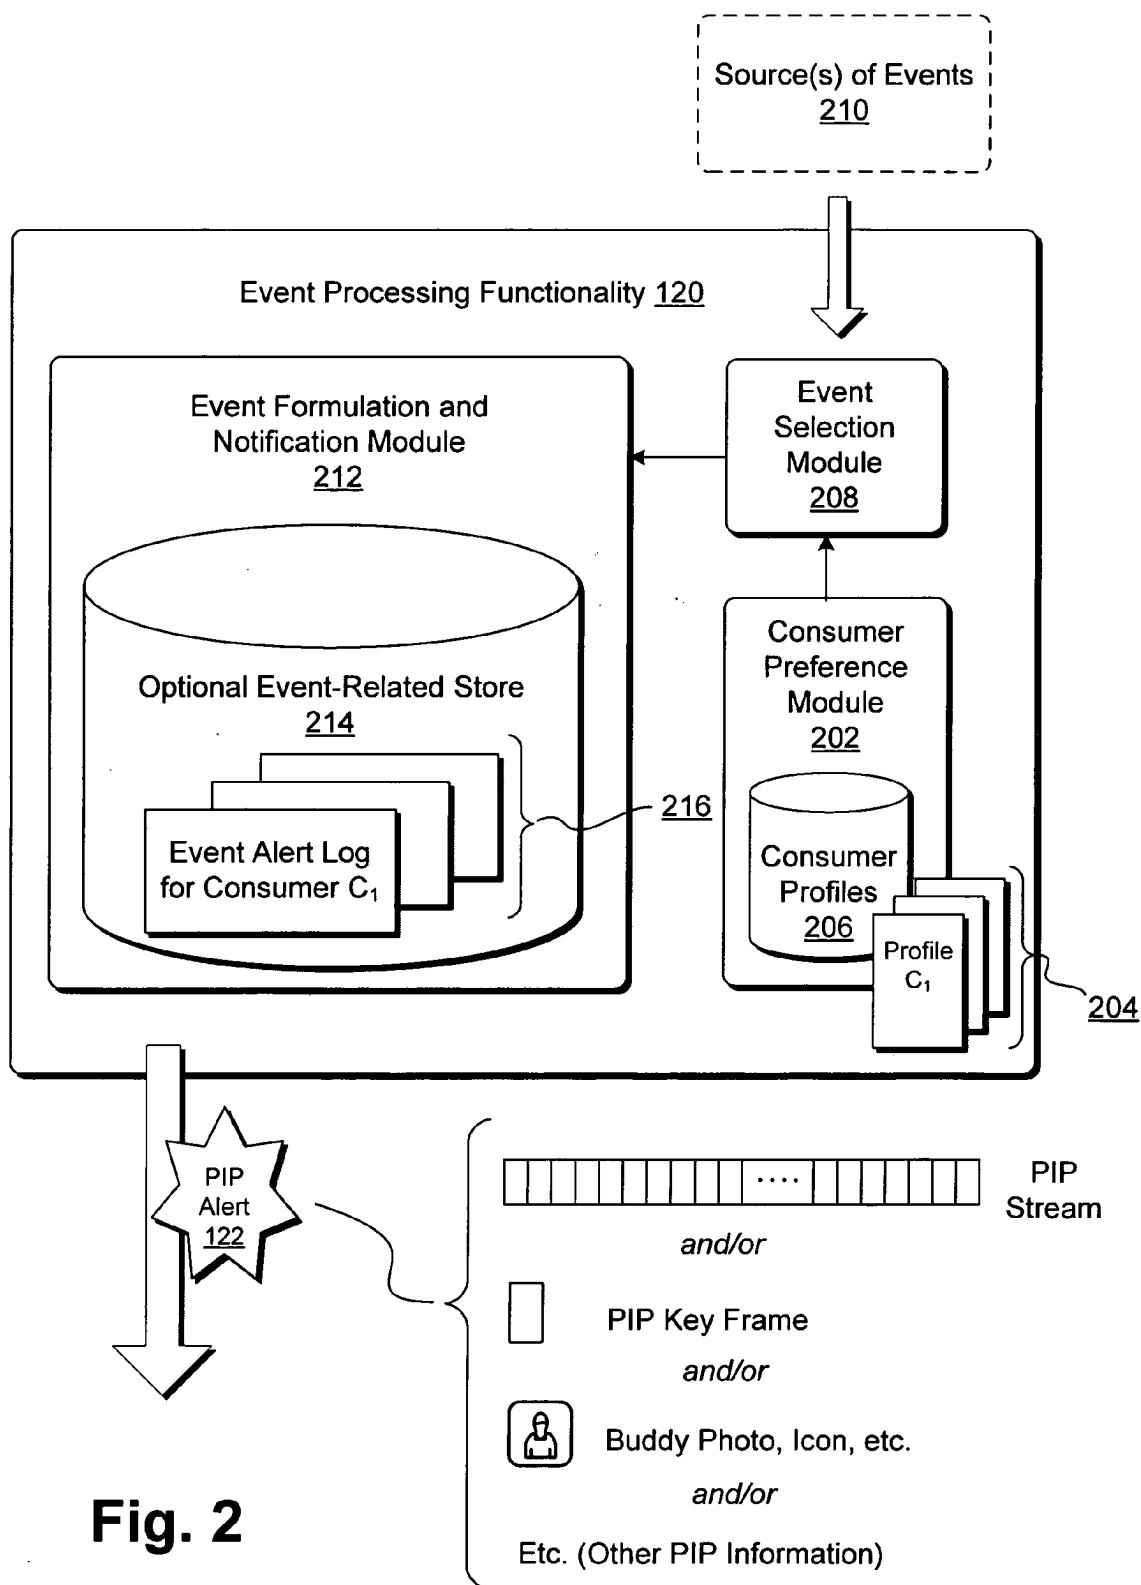 Source(s) of Events
210
Event Processing Functionality 120
Event Formulation and
Notification Module
212
Event
Selection
Module
208
Optional Event-Related Store
214
216
Event Alert Log
for Consumer C1
Consumer
Preference
Module
202
Consumer
Profiles
206
Profile
C1
204
PIP
Alert
122
....
PIP
Stream
and/or
PIP Key Frame
and/or
Buddy Photo, Icon, etc.
and/or
Etc. (Other PIP Information)
Fig. 2